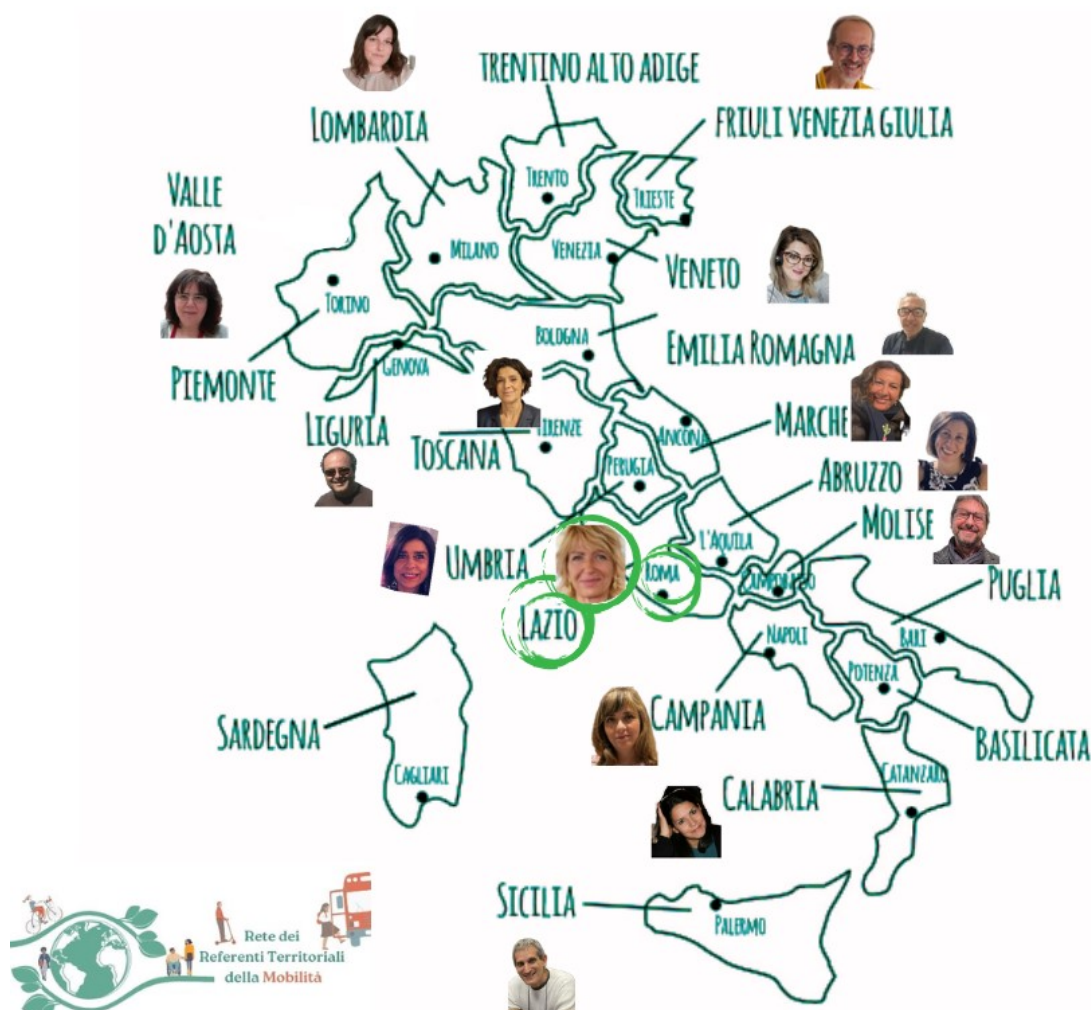 TRENTINO ALTO ADIGE
LOMBARDIA
FRIULI VENEZIA GIULIA
VALLE
D'AOSTA
TRENTO
TRIESTE
MILANO
VENEZIA
VENETO
TORINO
BOLOGNA
EMILIA ROMAGNA
GENOVA
PIEMONTE
LIGURIA
TOSCANA
FIRENZE
ANCONA
MARCHE
PERUGIA
ABRUZZO
MOLISE
L'AQUILA
UMBRIA
ROMA
CAMPOBASSO
PUGLIA
LAZIO
NAPOLI
BARI
POTENZA
SARDEGNA
CAMPANIA
BASILICATA
CAGLIARI
CALABRIA
CATANZARO
SICILIA
PALERMO
Rete dei
Referenti Territoriali
della Mobilità